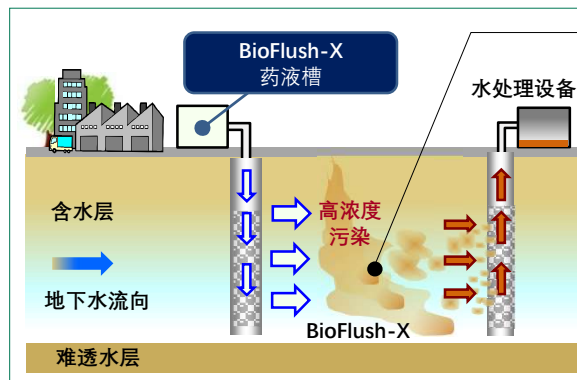 BioFlush-X
药液槽
水处理设备
含水层
高浓度
污染
地下水流向
BioFlush-X
难透水层